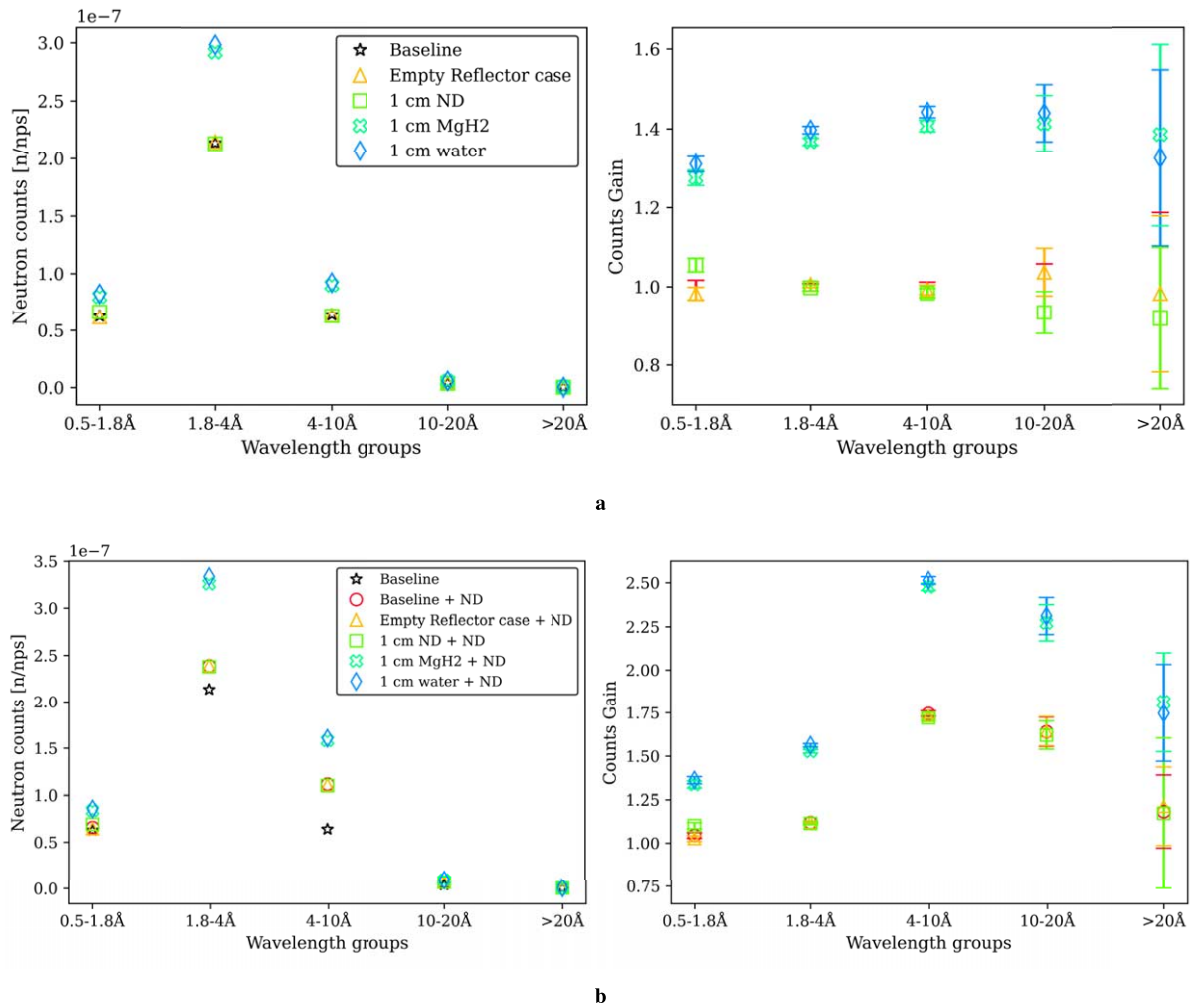 1e−7
Neutron counts [n/nps]
3.0
2.5
2.0
1.5
1.0
0.5
0.0
Baseline
Empty Reflector case
1 cm ND
1 cm MgH2
1 cm water
0.5-1.8Å
1.8-4Å
4-10Å
10-20Å
>20Å
Wavelength groups
Counts Gain
1.6
1.4
1.2
1.0
0.8
0.5-1.8Å
1.8-4Å
4-10Å
10-20Å
>20Å
Wavelength groups
a
1e−7
Neutron counts [n/nps]
3.5
3.0
2.5
2.0
1.5
1.0
0.5
0.0
Baseline
Baseline + ND
Empty Reflector case + ND
1 cm ND + ND
1 cm MgH2 + ND
1 cm water + ND
0.5-1.8Å
1.8-4Å
4-10Å
10-20Å
>20Å
Wavelength groups
Counts Gain
2.50
2.25
2.00
1.75
1.50
1.25
1.00
0.75
0.5-1.8Å
1.8-4Å
4-10Å
10-20Å
>20Å
Wavelength groups
b